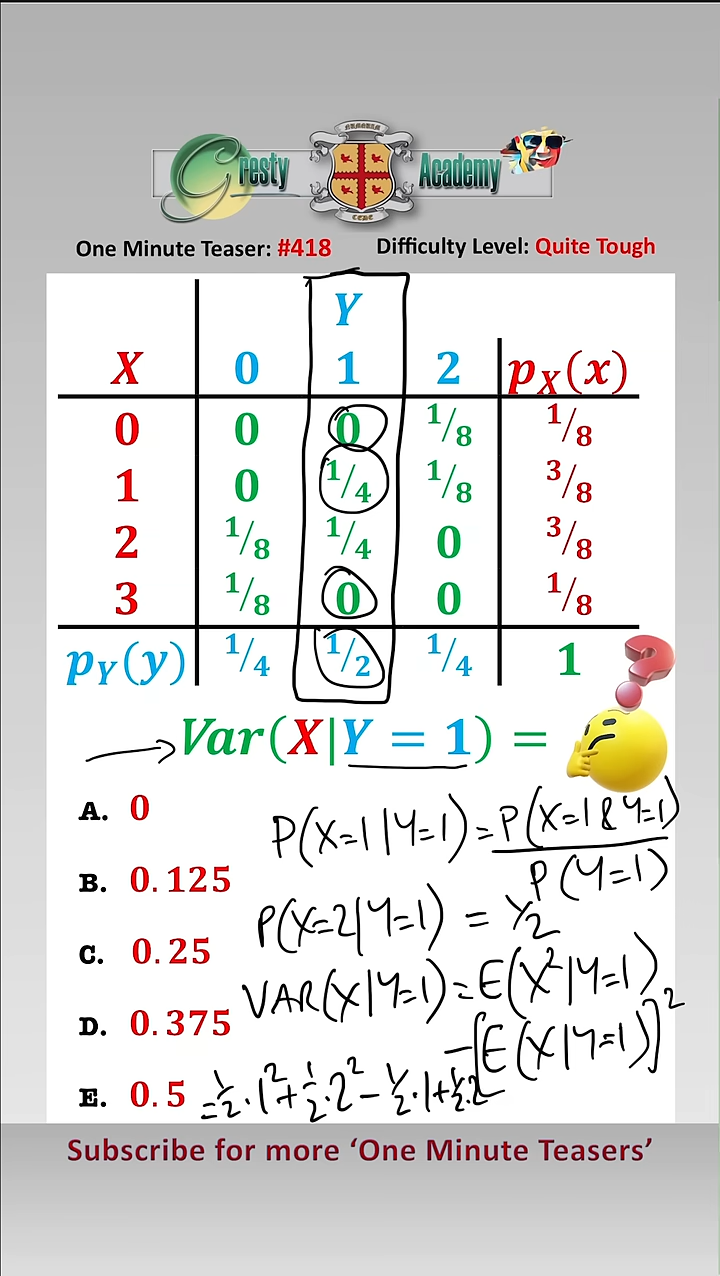 NUMORUM
Gresty Academy
CEDE
One Minute Teaser: #418 Difficulty Level: Quite Tough
Y
X 0 1 2 pX(x)
0 0 0 1/8 1/8
1 0 1/4 1/8 3/8
2 1/8 1/4 0 3/8
3 1/8 0 0 1/8
pY(y) 1/4 1/2 1/4 1
Var(X|Y = 1) =
A. 0
P(X=1|Y=1) = P(X=1 & Y=1)
P(Y=1)
B. 0.125
P(X=2|Y=1) = 1/2
C. 0.25
VAR(X|Y=1) = E(X²|Y=1)
D. 0.375
-[E(X|Y=1)]²
E. 0.5
= 1/2·1² + 1/2·2² - 1/2·1 + 1/2·2
Subscribe for more ‘One Minute Teasers’